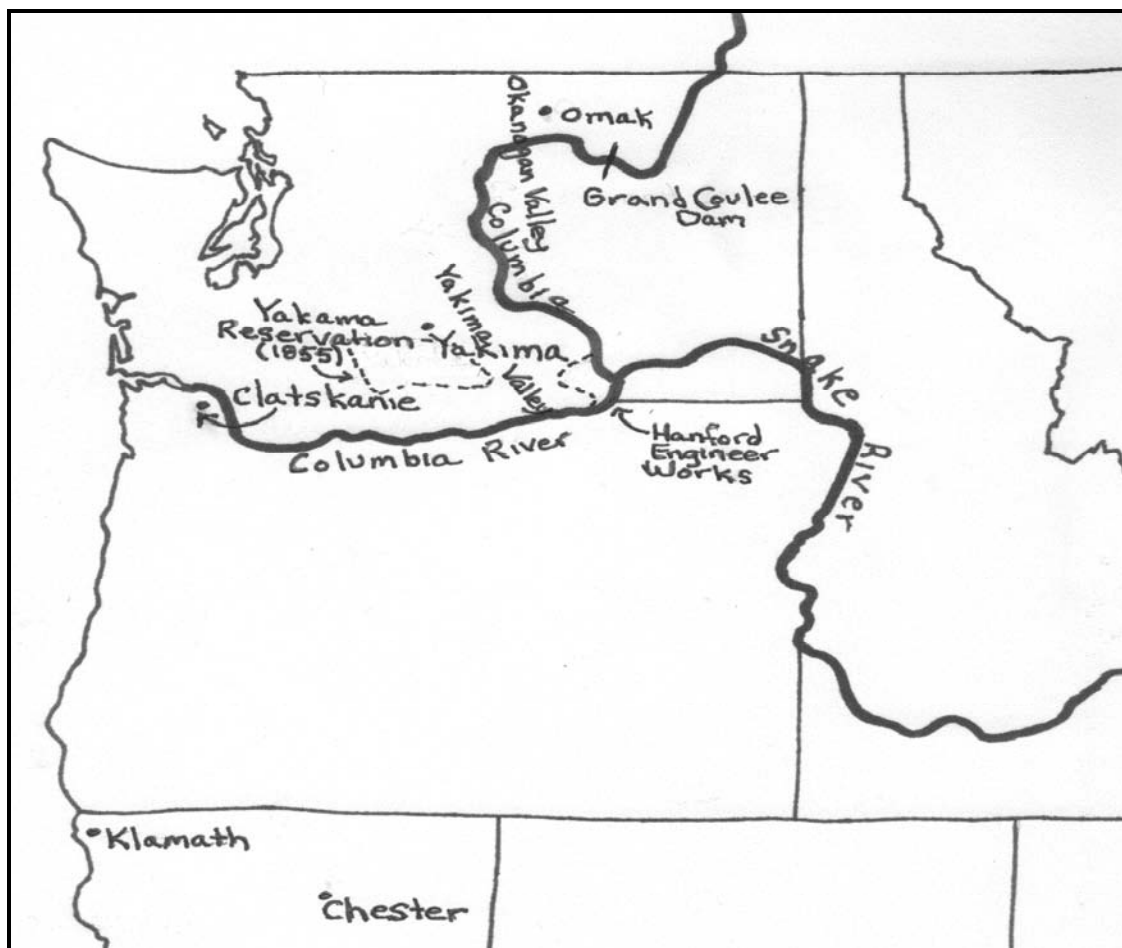 Okanogan Valley
Omak
Grand Coulee
Dam
Columbia
Yakima
Valley
Yakama
Reservation
(1855)
Yakima
Clatskanie
Columbia River
Snake
River
Hanford
Engineer
Works
Klamath
Chester